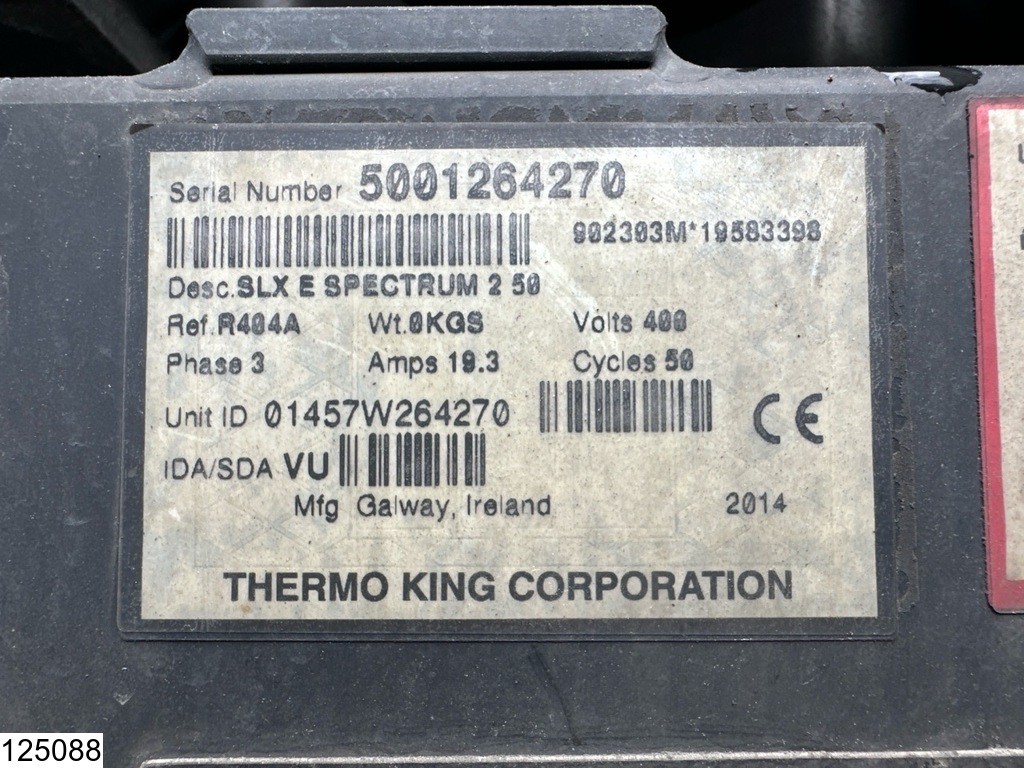 Serial Number 5001264270
902303M*19583398
Desc.SLX E SPECTRUM 2 50
Ref.R404A Wt.0KGS Volts 400
Phase 3 Amps 19.3 Cycles 50
Unit ID 01457W264270 CE
IDA/SDA VU
Mfg Galway, Ireland 2014
THERMO KING CORPORATION
125088